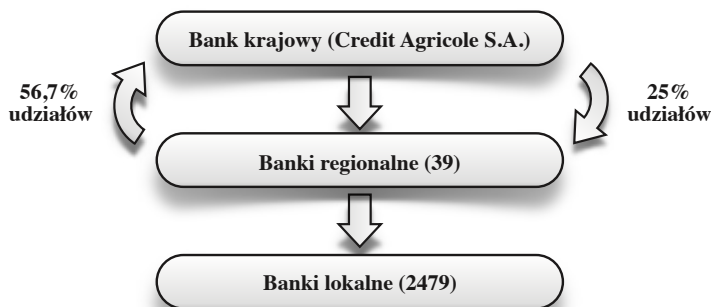 Bank krajowy (Credit Agricole S.A.)
56,7%
udziałów
25%
udziałów
Banki regionalne (39)
Banki lokalne (2479)